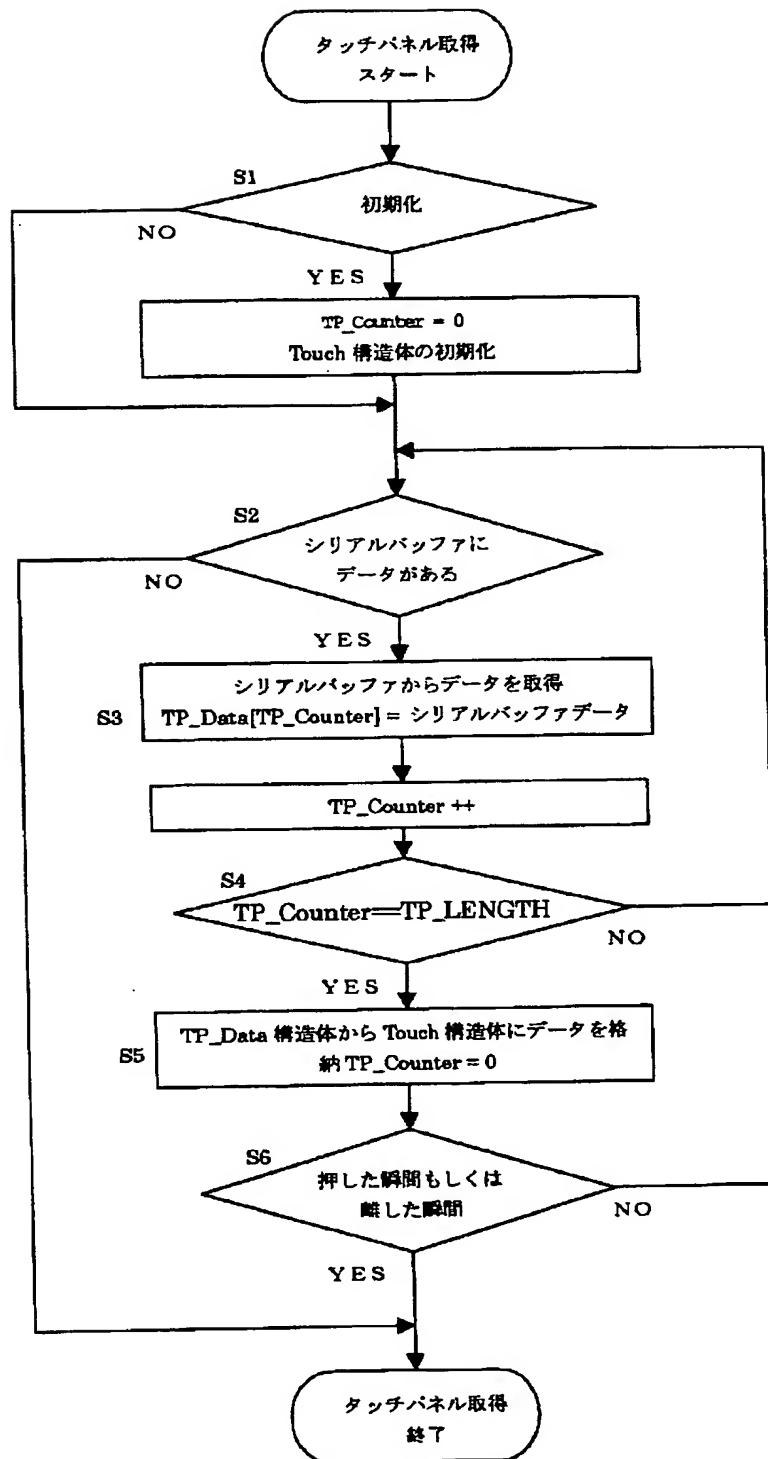 タッチパネル取得
スタート
S1
初期化
NO
YES
TP_Counter = 0
Touch 構造体の初期化
S2
シリアルバッファに
データがある
NO
YES
シリアルバッファからデータを取得
S3
TP_Data[TP_Counter] = シリアルバッファデータ
TP_Counter ++
S4
TP_Counter==TP_LENGTH
NO
YES
TP_Data 構造体から Touch 構造体にデータを格
S5
納 TP_Counter = 0
S6
押した瞬間もしくは
離した瞬間
NO
YES
タッチパネル取得
終了